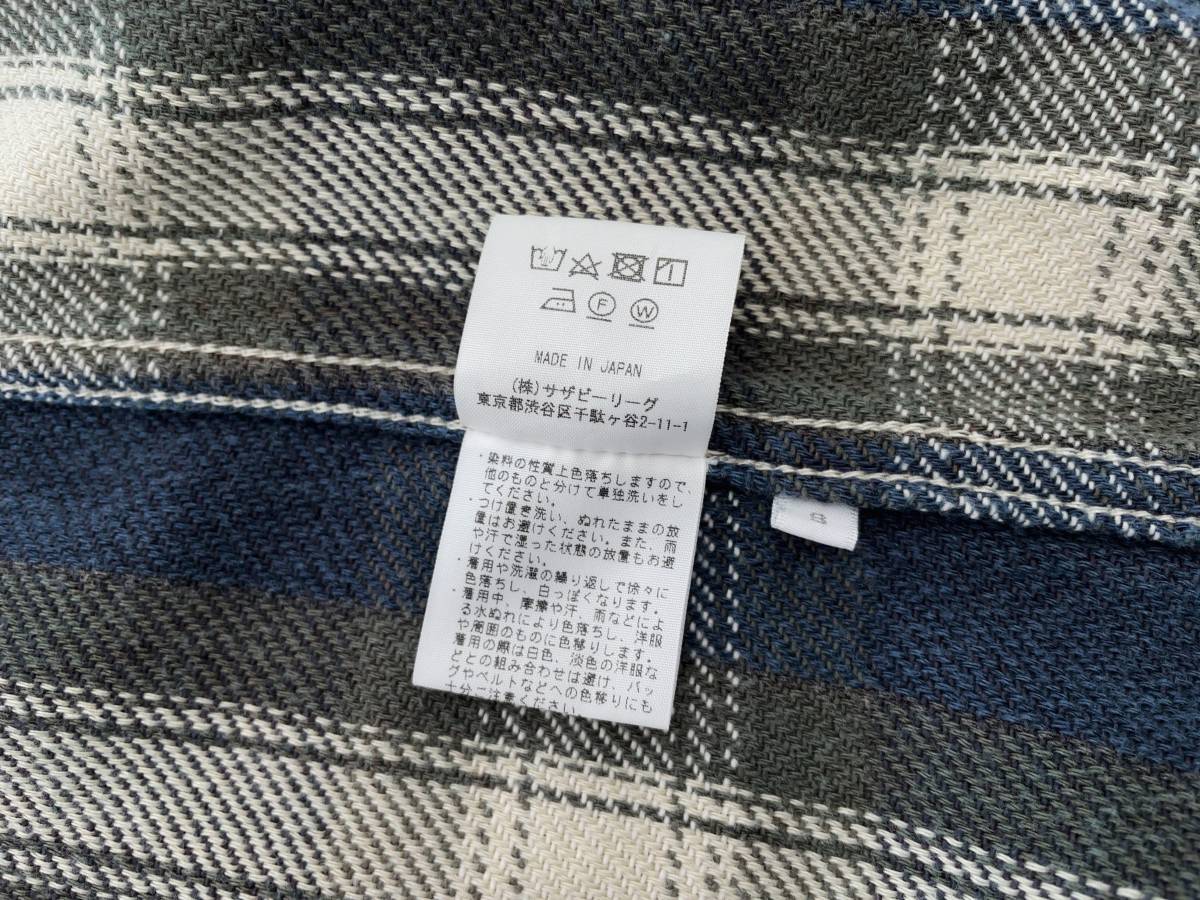 MADE IN JAPAN
(株)サザビーリーグ
東京都渋谷区千駄ヶ谷2-11-1
・染料の性質上色落ちしますので、
他のものと分けて単独洗いをし
てください。
・つけ置き洗い、ぬれたままの放
置はお避けください。また、雨
や汗で湿った状態の放置もお避
けください。
・着用や洗濯の繰り返しで徐々に
色落ちし、白っぽくなります。
・着用中、摩擦や汗、雨などによ
る水ぬれにより色落ちし、洋服
や周囲のものに色移りします。
着用の際は白色、淡色の洋服な
どとの組み合わせは避け、バッ
グやベルトなどへの色移りにも
十分ご注意ください。
8
F
W